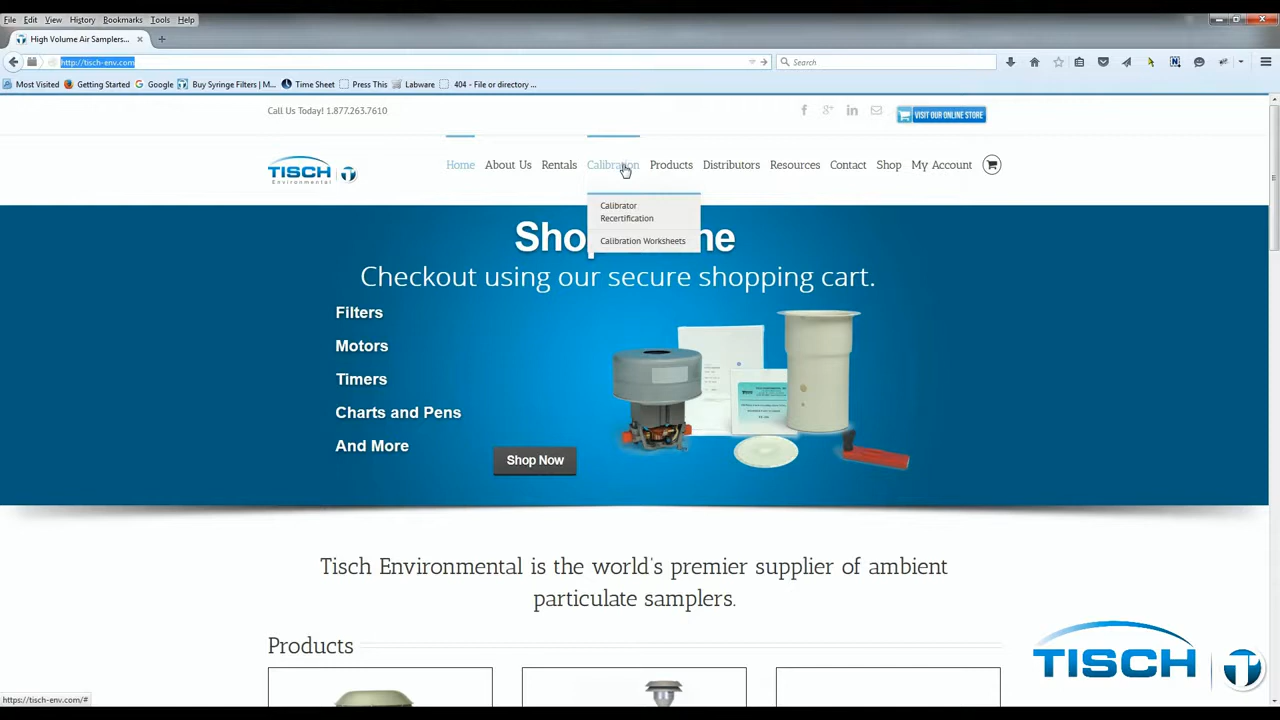 File Edit View History Bookmarks Tools Help
High Volume Air Samplers...
http://tisch-env.com
Search
Most Visited Getting Started Google Buy Syringe Filters | M... Time Sheet Press This Labware 404 - File or directory ...
Call Us Today! 1.877.263.7610
VISIT OUR ONLINE STORE
TISCH
Environmental
Home About Us Rentals Calibration Products Distributors Resources Contact Shop My Account
Calibrator
Recertification
Calibration Worksheets
Sho ne
Checkout using our secure shopping cart.
Filters
Motors
Timers
Charts and Pens
And More
Shop Now
Tisch Environmental is the world's premier supplier of ambient
particulate samplers.
Products
TISCH
https://tisch-env.com/#